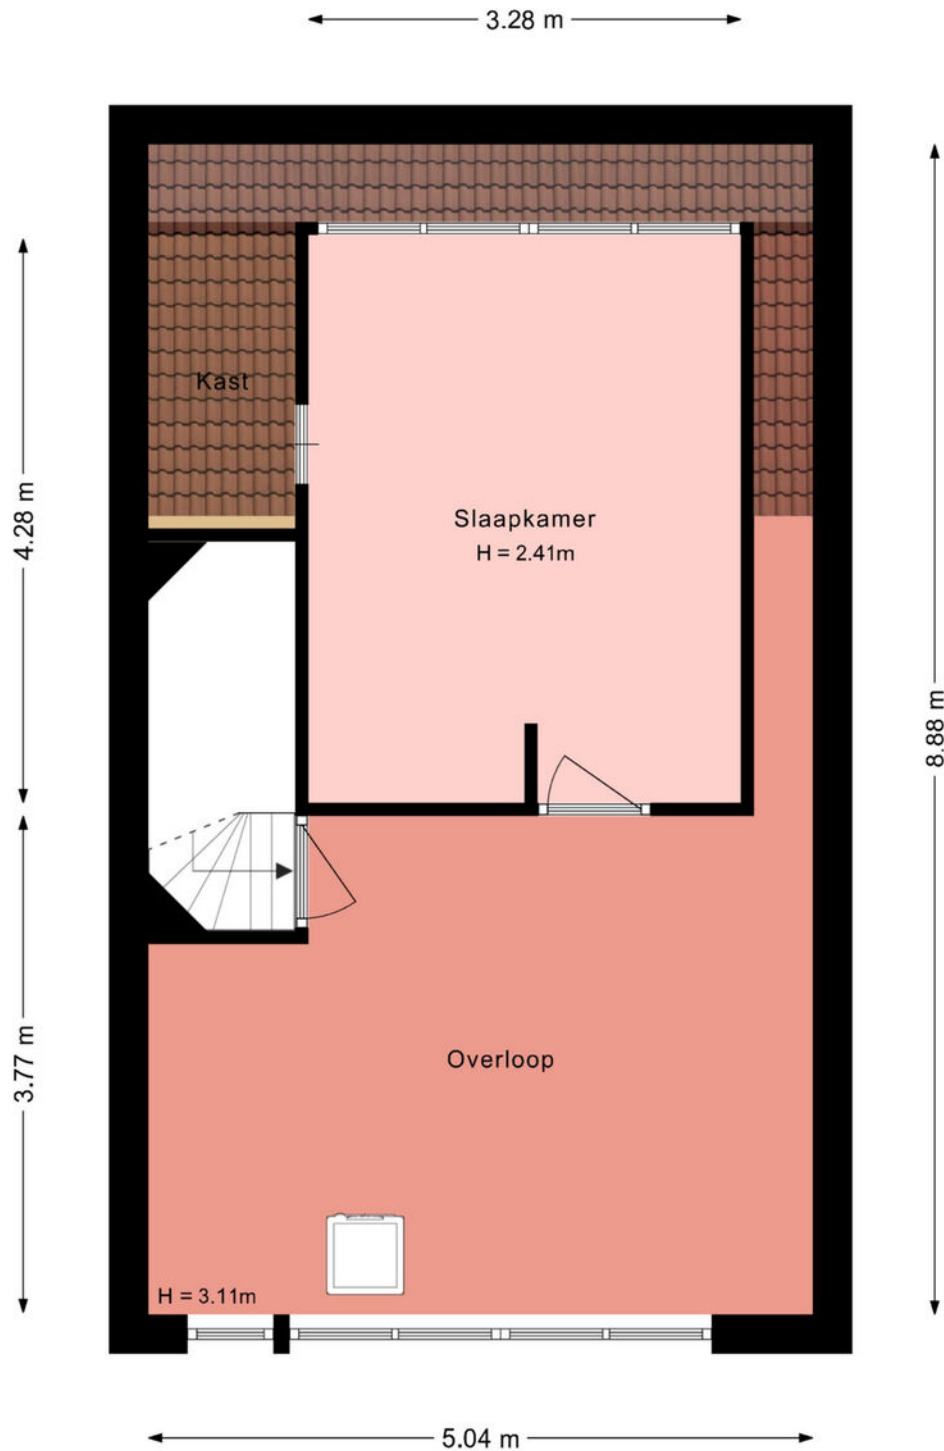 3.28 m
Kast
4.28 m
Slaapkamer
H = 2.41m
8.88 m
3.77 m
Overloop
H = 3.11m
5.04 m